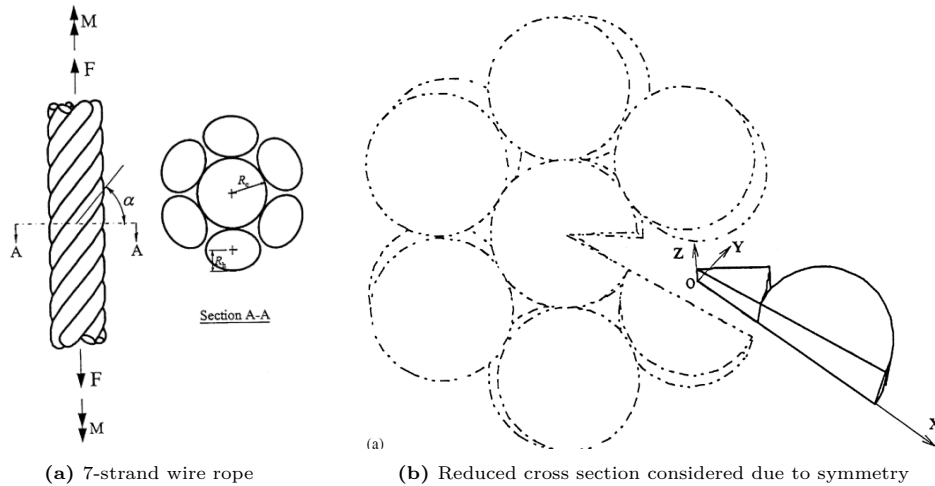 M
F
α
A
A
F
M
R_c
R_h
Section A-A
Z
Y
O
X
(a)
(a) 7-strand wire rope
(b) Reduced cross section considered due to symmetry